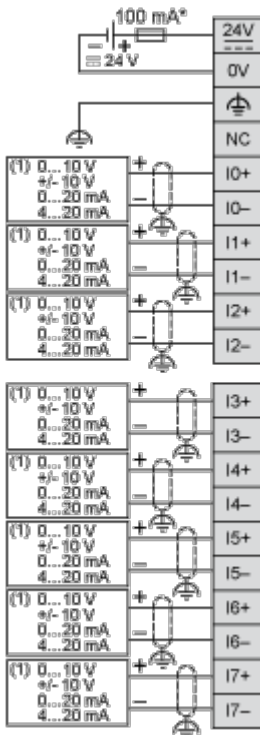 100 mA*
24V
– +
24 V
0V
NC
(1) 0...10 V
+/- 10 V
0...20 mA
4...20 mA
+
–
I0+
I0–
(1) 0...10 V
+/- 10 V
0...20 mA
4...20 mA
+
–
I1+
I1–
(1) 0...10 V
+/- 10 V
0...20 mA
4...20 mA
+
–
I2+
I2–
(1) 0...10 V
+/- 10 V
0...20 mA
4...20 mA
+
–
I3+
I3–
(1) 0...10 V
+/- 10 V
0...20 mA
4...20 mA
+
–
I4+
I4–
(1) 0...10 V
+/- 10 V
0...20 mA
4...20 mA
+
–
I5+
I5–
(1) 0...10 V
+/- 10 V
0...20 mA
4...20 mA
+
–
I6+
I6–
(1) 0...10 V
+/- 10 V
0...20 mA
4...20 mA
+
–
I7+
I7–